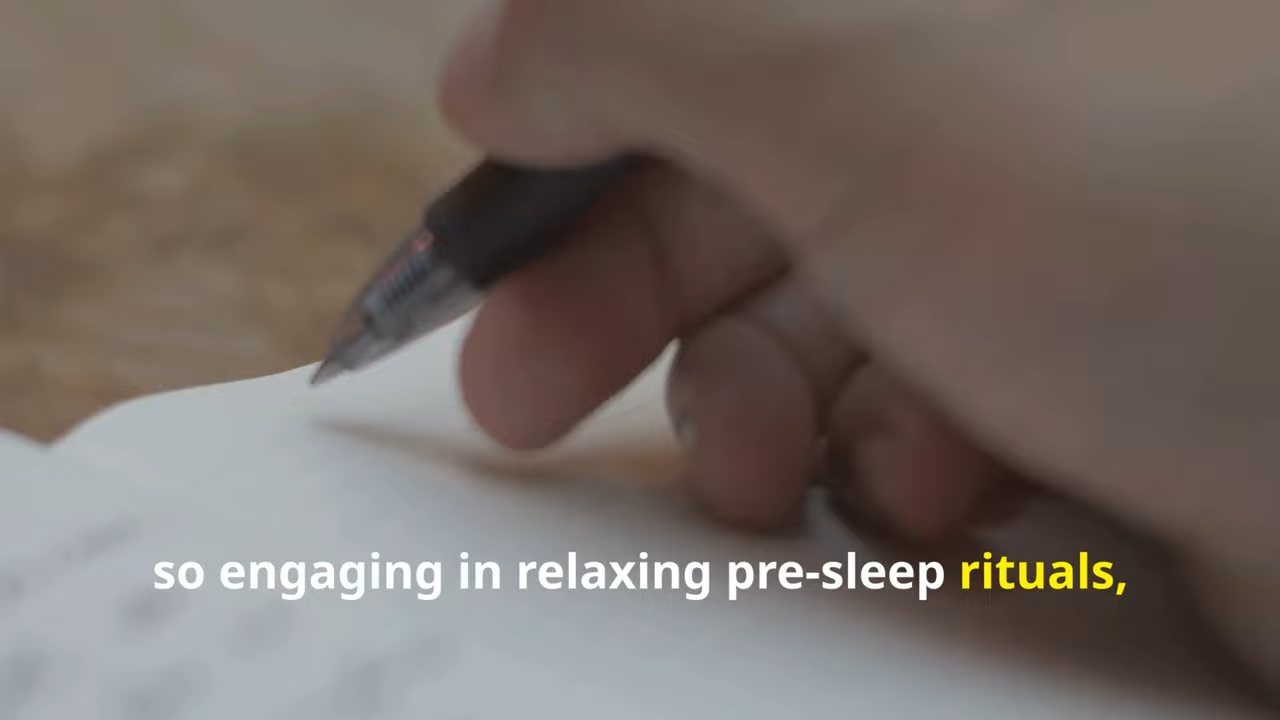 so engaging in relaxing pre-sleep rituals,